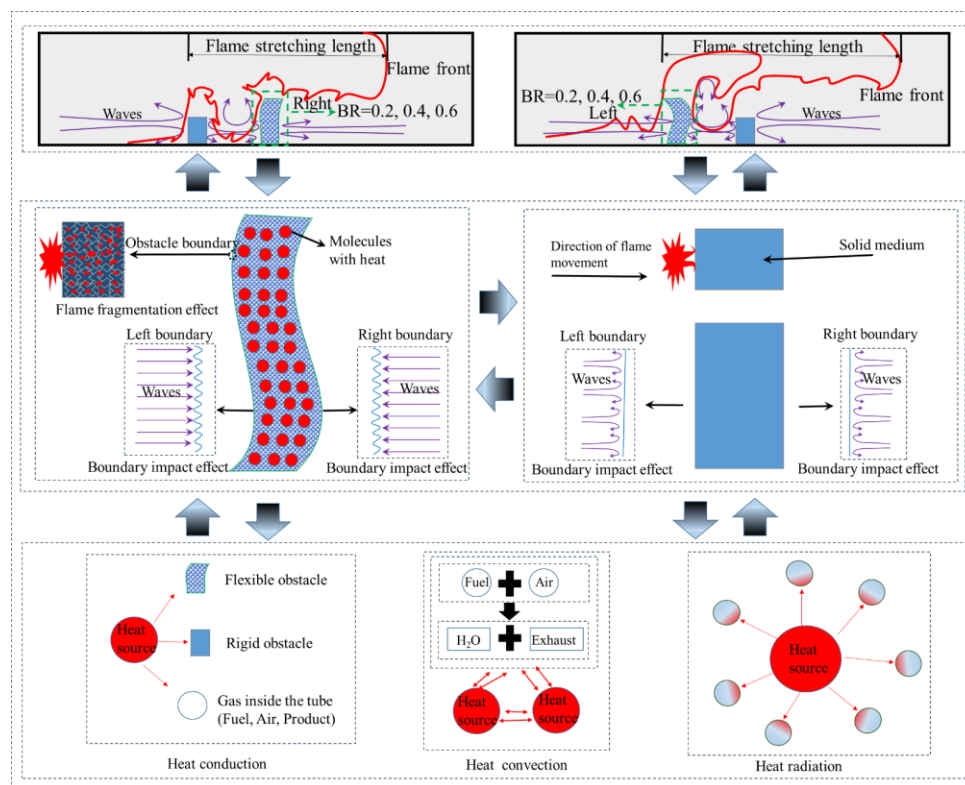 Flame stretching length
Flame front
Right
BR=0.2, 0.4, 0.6
Waves
Flame stretching length
BR=0.2, 0.4, 0.6
Left
Waves
Flame front
Obstacle boundary
Molecules
with heat
Flame fragmentation effect
Left boundary
Waves
Boundary impact effect
Right boundary
Waves
Boundary impact effect
Direction of flame
movement
Solid medium
Left boundary
Waves
Boundary impact effect
Right boundary
Waves
Boundary impact effect
Heat
source
Flexible obstacle
Rigid obstacle
Gas inside the tube
(Fuel, Air, Product)
Heat conduction
Fuel
Air
H₂O
Exhaust
Heat
source
Heat
source
Heat convection
Heat
source
Heat radiation